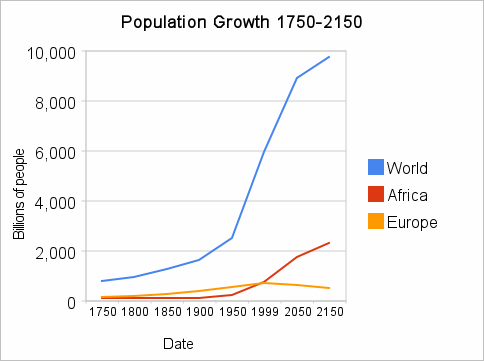 Population Growth 1750-2150
10,000
8,000
6,000
4,000
2,000
0
Billions of people
1750 1800 1850 1900 1950 1999 2050 2150
Date
World
Africa
Europe